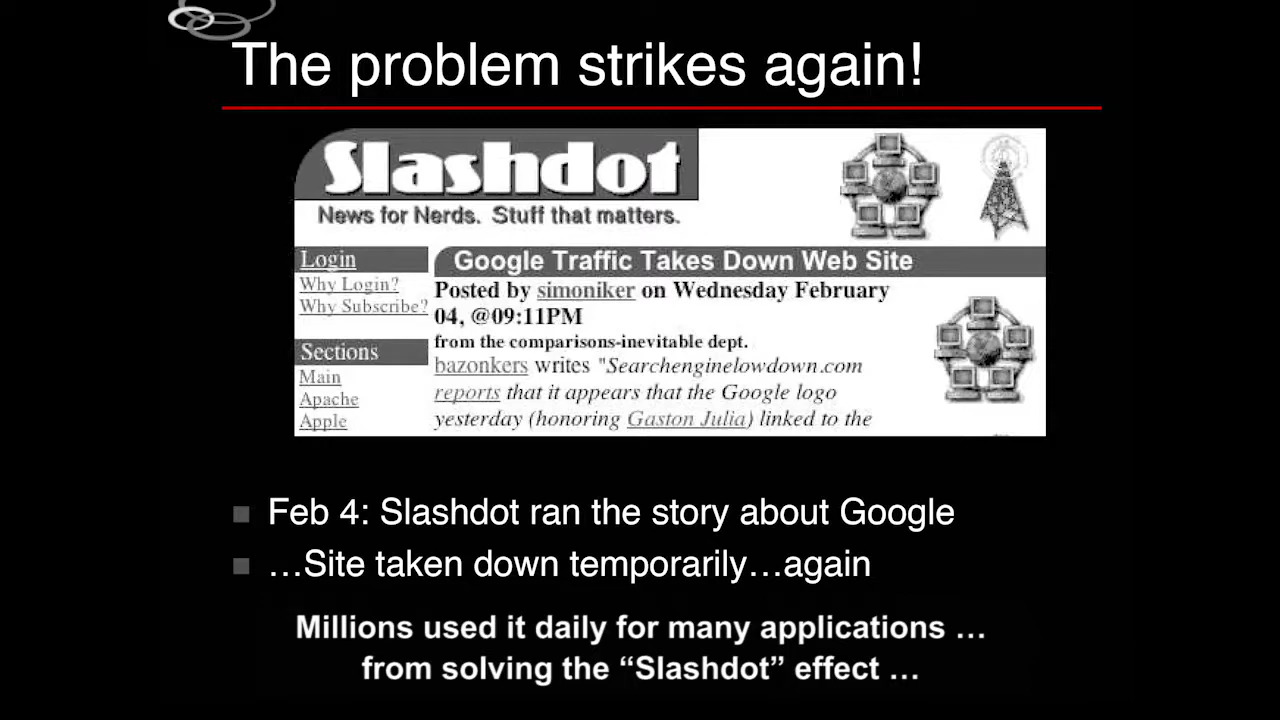 The problem strikes again!
Slashdot
News for Nerds. Stuff that matters.
Login
Why Login?
Why Subscribe?
Sections
Main
Apache
Apple
Google Traffic Takes Down Web Site
Posted by simoniker on Wednesday February
04, @09:11PM
from the comparisons-inevitable dept.
bazonkers writes "Searchenginelowdown.com
reports that it appears that the Google logo
yesterday (honoring Gaston Julia) linked to the
Feb 4: Slashdot ran the story about Google
…Site taken down temporarily…again
Millions used it daily for many applications …
from solving the “Slashdot” effect …